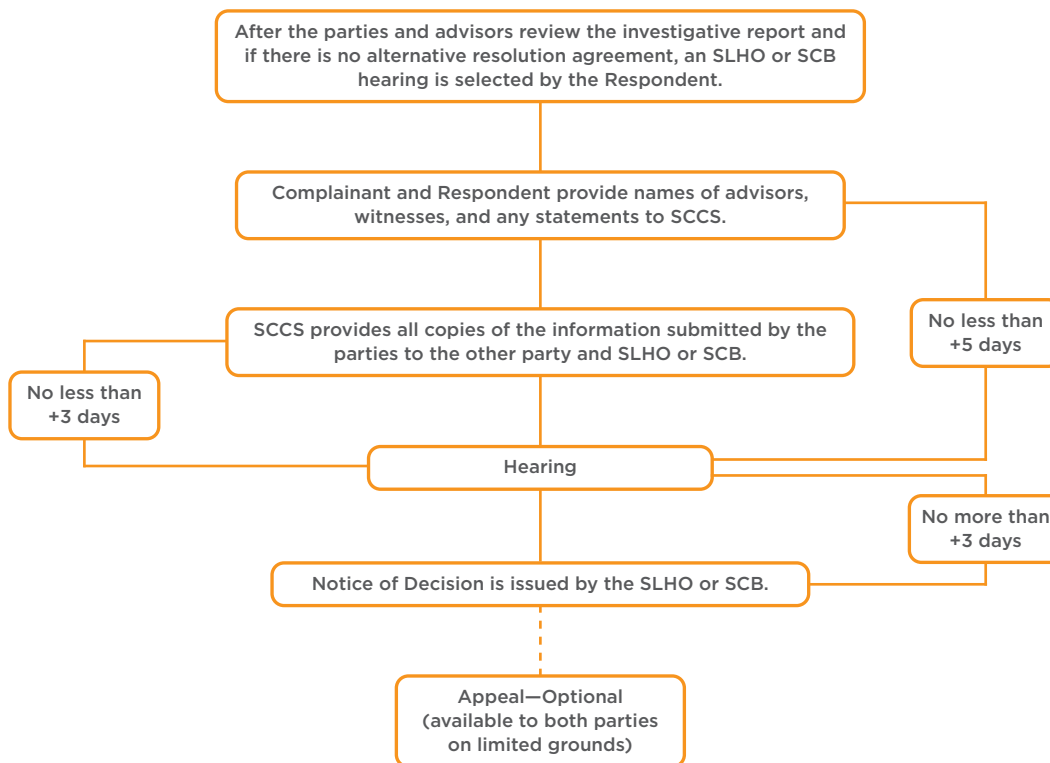 After the parties and advisors review the investigative report and
if there is no alternative resolution agreement, an SLHO or SCB
hearing is selected by the Respondent.
Complainant and Respondent provide names of advisors,
witnesses, and any statements to SCCS.
SCCS provides all copies of the information submitted by the
parties to the other party and SLHO or SCB.
No less than
+5 days
No less than
+3 days
Hearing
No more than
+3 days
Notice of Decision is issued by the SLHO or SCB.
Appeal—Optional
(available to both parties
on limited grounds)